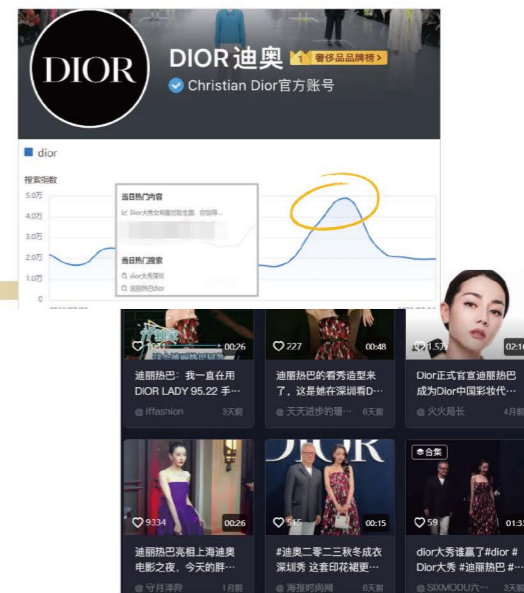 DIOR
DIOR迪奥
1 奢侈品品牌榜>
Christian Dior官方账号
dior
搜索指数
5.0万
4.0万
3.0万
2.0万
1.0万
0
当日热门内容
当日热门搜索
dior大秀深圳
迪丽热巴dior
00:26
227
00:48
1.5万
02:16
迪丽热巴：我一直在用
DIOR LADY 95.22 手…
@ iffashion
3天前
迪丽热巴的看秀造型来
了，这是她在深圳看D…
@ 天天进步的珊…
6天前
Dior正式官宣迪丽热巴
成为Dior中国彩妆代…
@ 火火局长
4月前
9334
00:26
DIOR
515
00:15
合集
59
01:33
迪丽热巴亮相上海迪奥
电影之夜，今天的胖…
@ 守月泽羚
1月前
#迪奥二零二三秋冬成衣
深圳秀 这套印花裙更…
@ 海报时尚网
6天前
dior大秀谁赢了#dior #
Dior大秀 #迪丽热巴 #…
@ SIXMODU六…
3天前